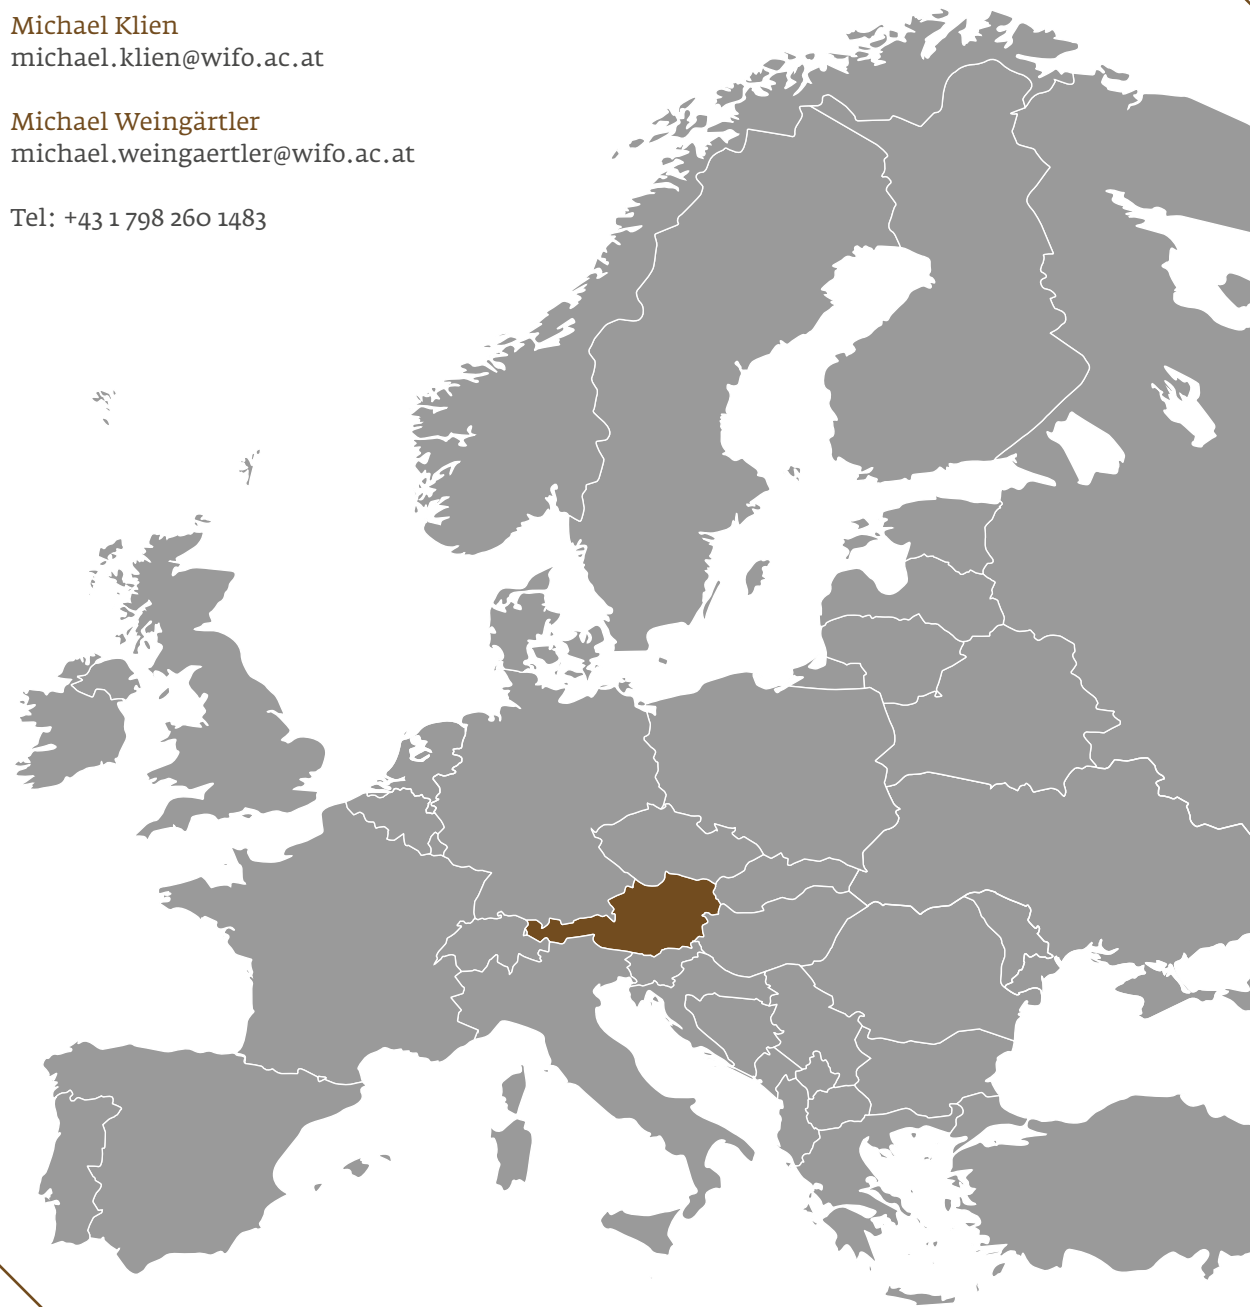 Michael Klien
michael.klien@wifo.ac.at
Michael Weingärtler
michael.weingaertler@wifo.ac.at
Tel: +43 1 798 260 1483